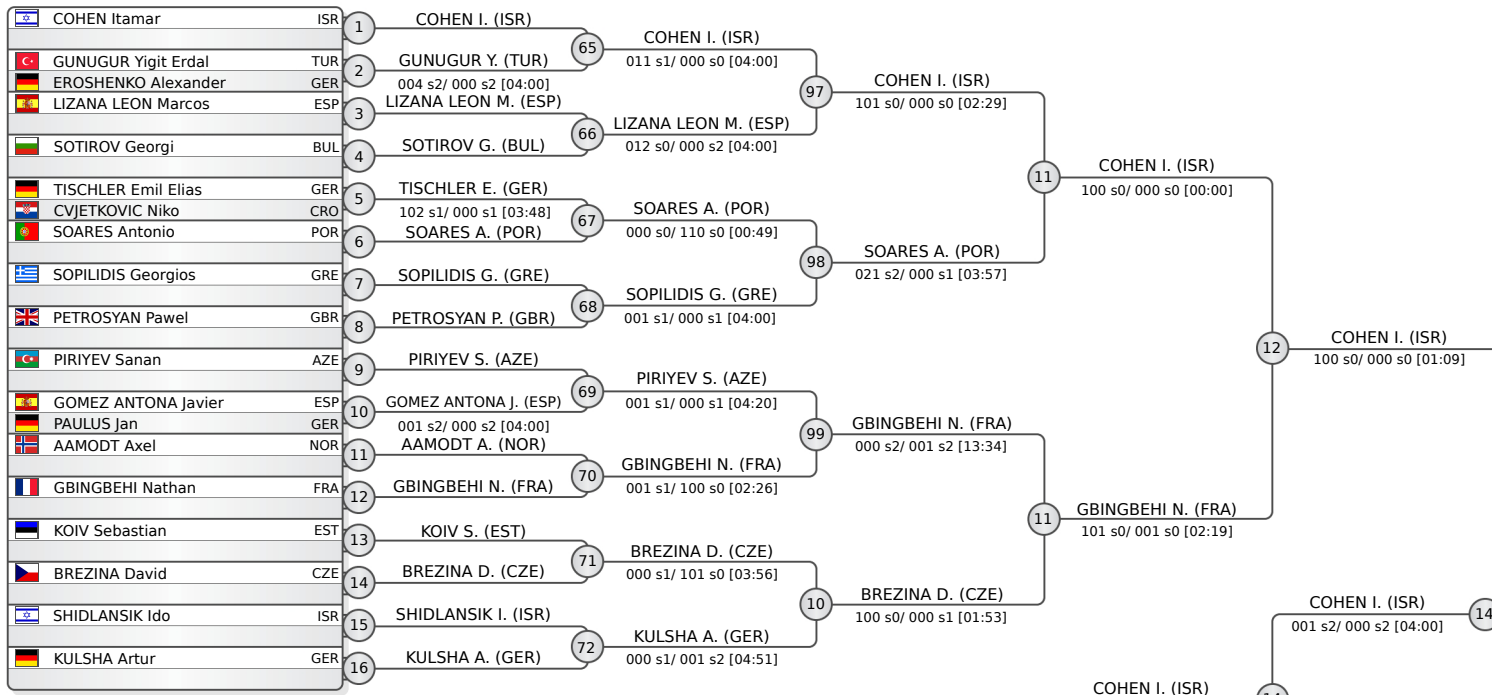 COHEN Itamar ISR
GUNUGUR Yigit Erdal TUR
EROSHENKO Alexander GER
LIZANA LEON Marcos ESP
SOTIROV Georgi BUL
TISCHLER Emil Elias GER
CVJETKOVIC Niko CRO
SOARES Antonio POR
SOPILIDIS Georgios GRE
PETROSYAN Pawel GBR
PIRIYEV Sanan AZE
GOMEZ ANTONA Javier ESP
PAULUS Jan GER
AAMODT Axel NOR
GBINGBEHI Nathan FRA
KOIV Sebastian EST
BREZINA David CZE
SHIDLANSIK Ido ISR
KULSHA Artur GER
1
2
3
4
5
6
7
8
9
10
11
12
13
14
15
16
COHEN I. (ISR)
GUNUGUR Y. (TUR)
004 s2/ 000 s2 [04:00]
LIZANA LEON M. (ESP)
SOTIROV G. (BUL)
TISCHLER E. (GER)
102 s1/ 000 s1 [03:48]
SOARES A. (POR)
SOPILIDIS G. (GRE)
PETROSYAN P. (GBR)
PIRIYEV S. (AZE)
GOMEZ ANTONA J. (ESP)
001 s2/ 000 s2 [04:00]
AAMODT A. (NOR)
GBINGBEHI N. (FRA)
KOIV S. (EST)
BREZINA D. (CZE)
SHIDLANSIK I. (ISR)
KULSHA A. (GER)
65
66
67
68
69
70
71
72
COHEN I. (ISR)
011 s1/ 000 s0 [04:00]
LIZANA LEON M. (ESP)
012 s0/ 000 s2 [04:00]
SOARES A. (POR)
000 s0/ 110 s0 [00:49]
SOPILIDIS G. (GRE)
001 s1/ 000 s1 [04:00]
PIRIYEV S. (AZE)
001 s1/ 000 s1 [04:20]
GBINGBEHI N. (FRA)
001 s1/ 100 s0 [02:26]
BREZINA D. (CZE)
000 s1/ 101 s0 [03:56]
KULSHA A. (GER)
000 s1/ 001 s2 [04:51]
97
98
99
10
COHEN I. (ISR)
101 s0/ 000 s0 [02:29]
SOARES A. (POR)
021 s2/ 000 s1 [03:57]
GBINGBEHI N. (FRA)
000 s2/ 001 s2 [13:34]
BREZINA D. (CZE)
100 s0/ 000 s1 [01:53]
11
11
COHEN I. (ISR)
100 s0/ 000 s0 [00:00]
GBINGBEHI N. (FRA)
101 s0/ 001 s0 [02:19]
12
COHEN I. (ISR)
100 s0/ 000 s0 [01:09]
COHEN I. (ISR)
001 s2/ 000 s2 [04:00]
14
COHEN I. (ISR)